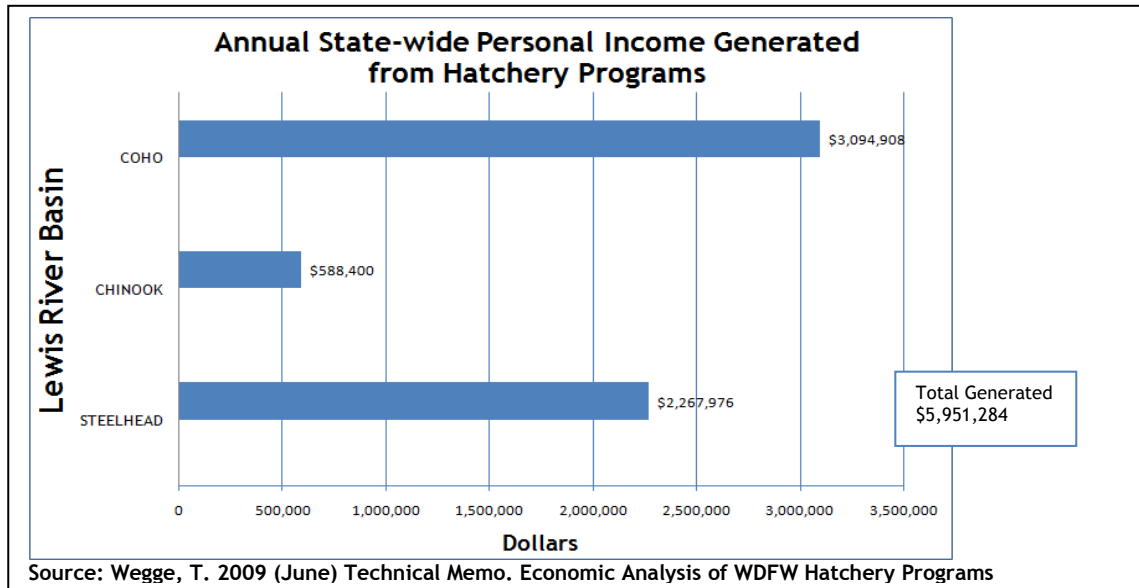 Annual State-wide Personal Income Generated
from Hatchery Programs
Lewis River Basin
COHO
$3,094,908
CHINOOK
$588,400
STEELHEAD
$2,267,976
Total Generated
$5,951,284
0 500,000 1,000,000 1,500,000 2,000,000 2,500,000 3,000,000 3,500,000
Dollars
Source: Wegge, T. 2009 (June) Technical Memo. Economic Analysis of WDFW Hatchery Programs